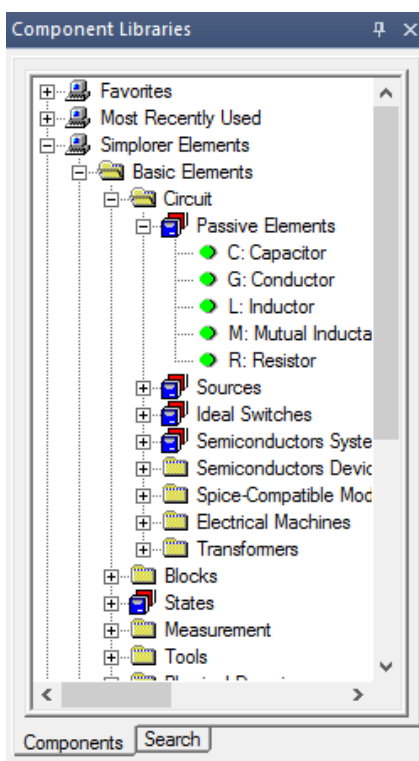 Component Libraries
Favorites
Most Recently Used
Simplorer Elements
Basic Elements
Circuit
Passive Elements
C: Capacitor
G: Conductor
L: Inductor
M: Mutual Inducta
R: Resistor
Sources
Ideal Switches
Semiconductors Syste
Semiconductors Devic
Spice-Compatible Mod
Electrical Machines
Transformers
Blocks
States
Measurement
Tools
Components Search